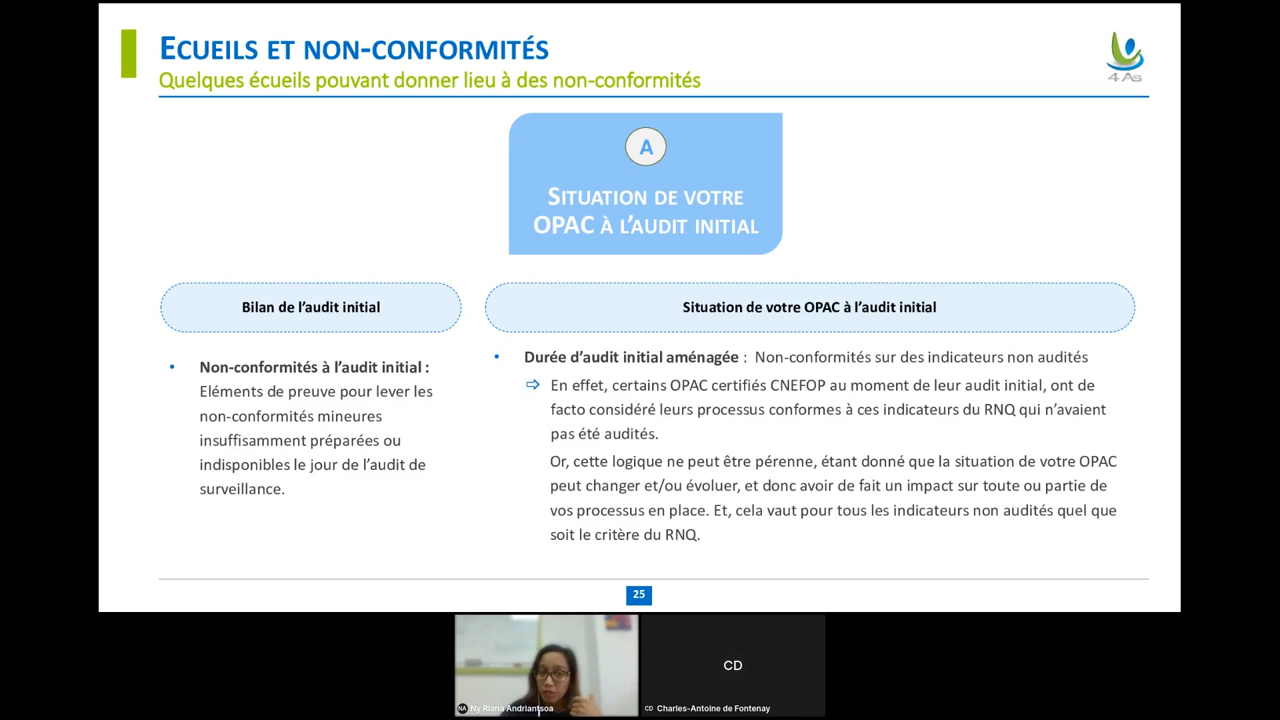 ECUEILS ET NON-CONFORMITÉS
Quelques écueils pouvant donner lieu à des non-conformités
4 As
A
SITUATION DE VOTRE
OPAC À L'AUDIT INITIAL
Bilan de l'audit initial
• Non-conformités à l'audit initial :
Eléments de preuve pour lever les
non-conformités mineures
insuffisamment préparées ou
indisponibles le jour de l'audit de
surveillance.
Situation de votre OPAC à l'audit initial
• Durée d'audit initial aménagée : Non-conformités sur des indicateurs non audités
⇨ En effet, certains OPAC certifiés CNEFOP au moment de leur audit initial, ont de
facto considéré leurs processus conformes à ces indicateurs du RNQ qui n'avaient
pas été audités.
Or, cette logique ne peut être pérenne, étant donné que la situation de votre OPAC
peut changer et/ou évoluer, et donc avoir de fait un impact sur toute ou partie de
vos processus en place. Et, cela vaut pour tous les indicateurs non audités quel que
soit le critère du RNQ.
25
CD
NA Ny Riana Andriantsoa
CD Charles-Antoine de Fontenay